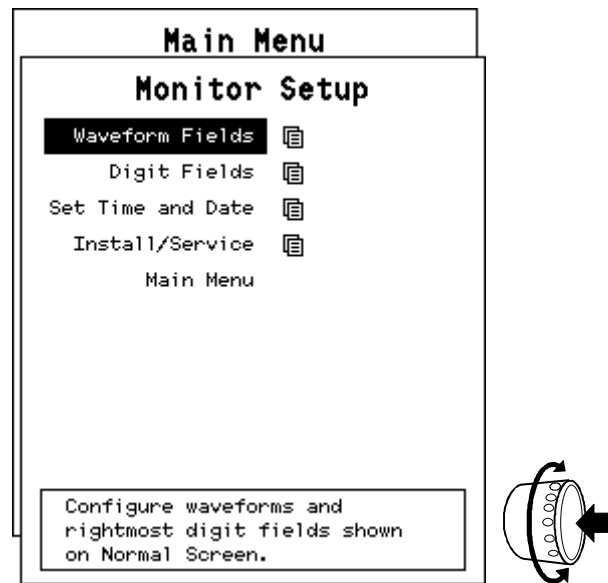 Main Menu
Monitor Setup
Waveform Fields
Digit Fields
Set Time and Date
Install/Service
Main Menu
Configure waveforms and
rightmost digit fields shown
on Normal Screen.